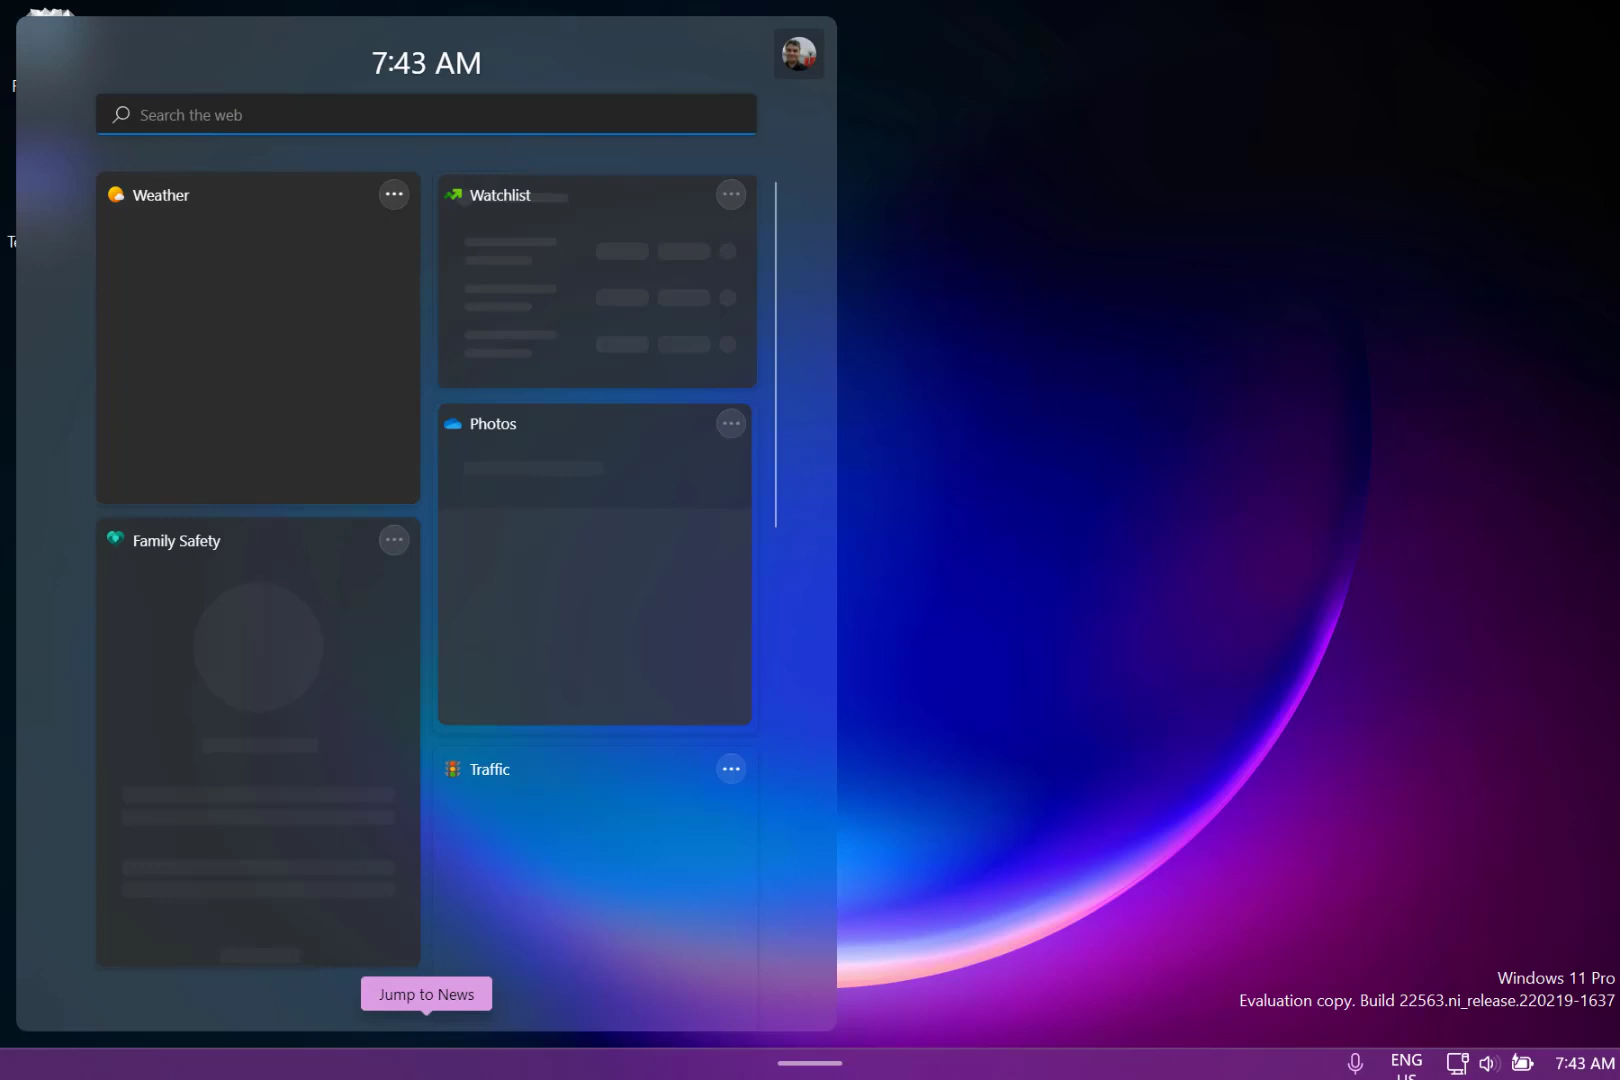 7:43 AM
Search the web
Weather
Watchlist
Photos
Family Safety
Traffic
Jump to News
Windows 11 Pro
Evaluation copy. Build 22563.ni_release.220219-1637
ENG
US
7:43 AM